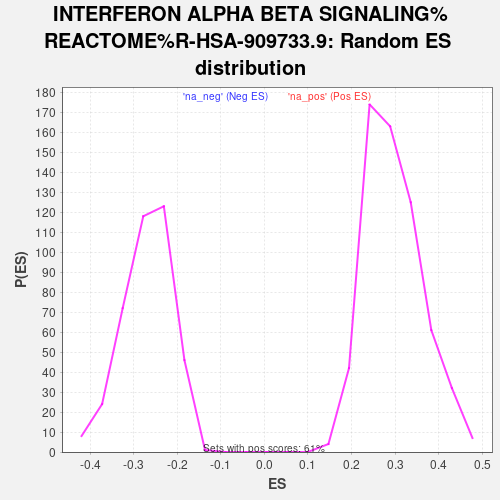 INTERFERON ALPHA BETA SIGNALING%
REACTOME%R-HSA-909733.9: Random ES
distribution
'na_neg' (Neg ES) 'na_pos' (Pos ES)
180
170
160
150
140
130
120
110
100
90
80
70
60
50
40
30
20
10
0
P(ES)
Sets with pos scores: 61%
-0.4 -0.3 -0.2 -0.1 0.0 0.1 0.2 0.3 0.4 0.5
ES